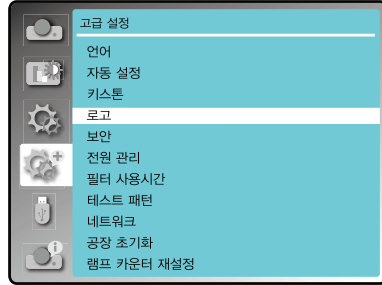 고급 설정
언어
자동 설정
키스톤
로고
보안
전원 관리
필터 사용시간
테스트 패턴
네트워크
공장 초기화
램프 카운터 재설정